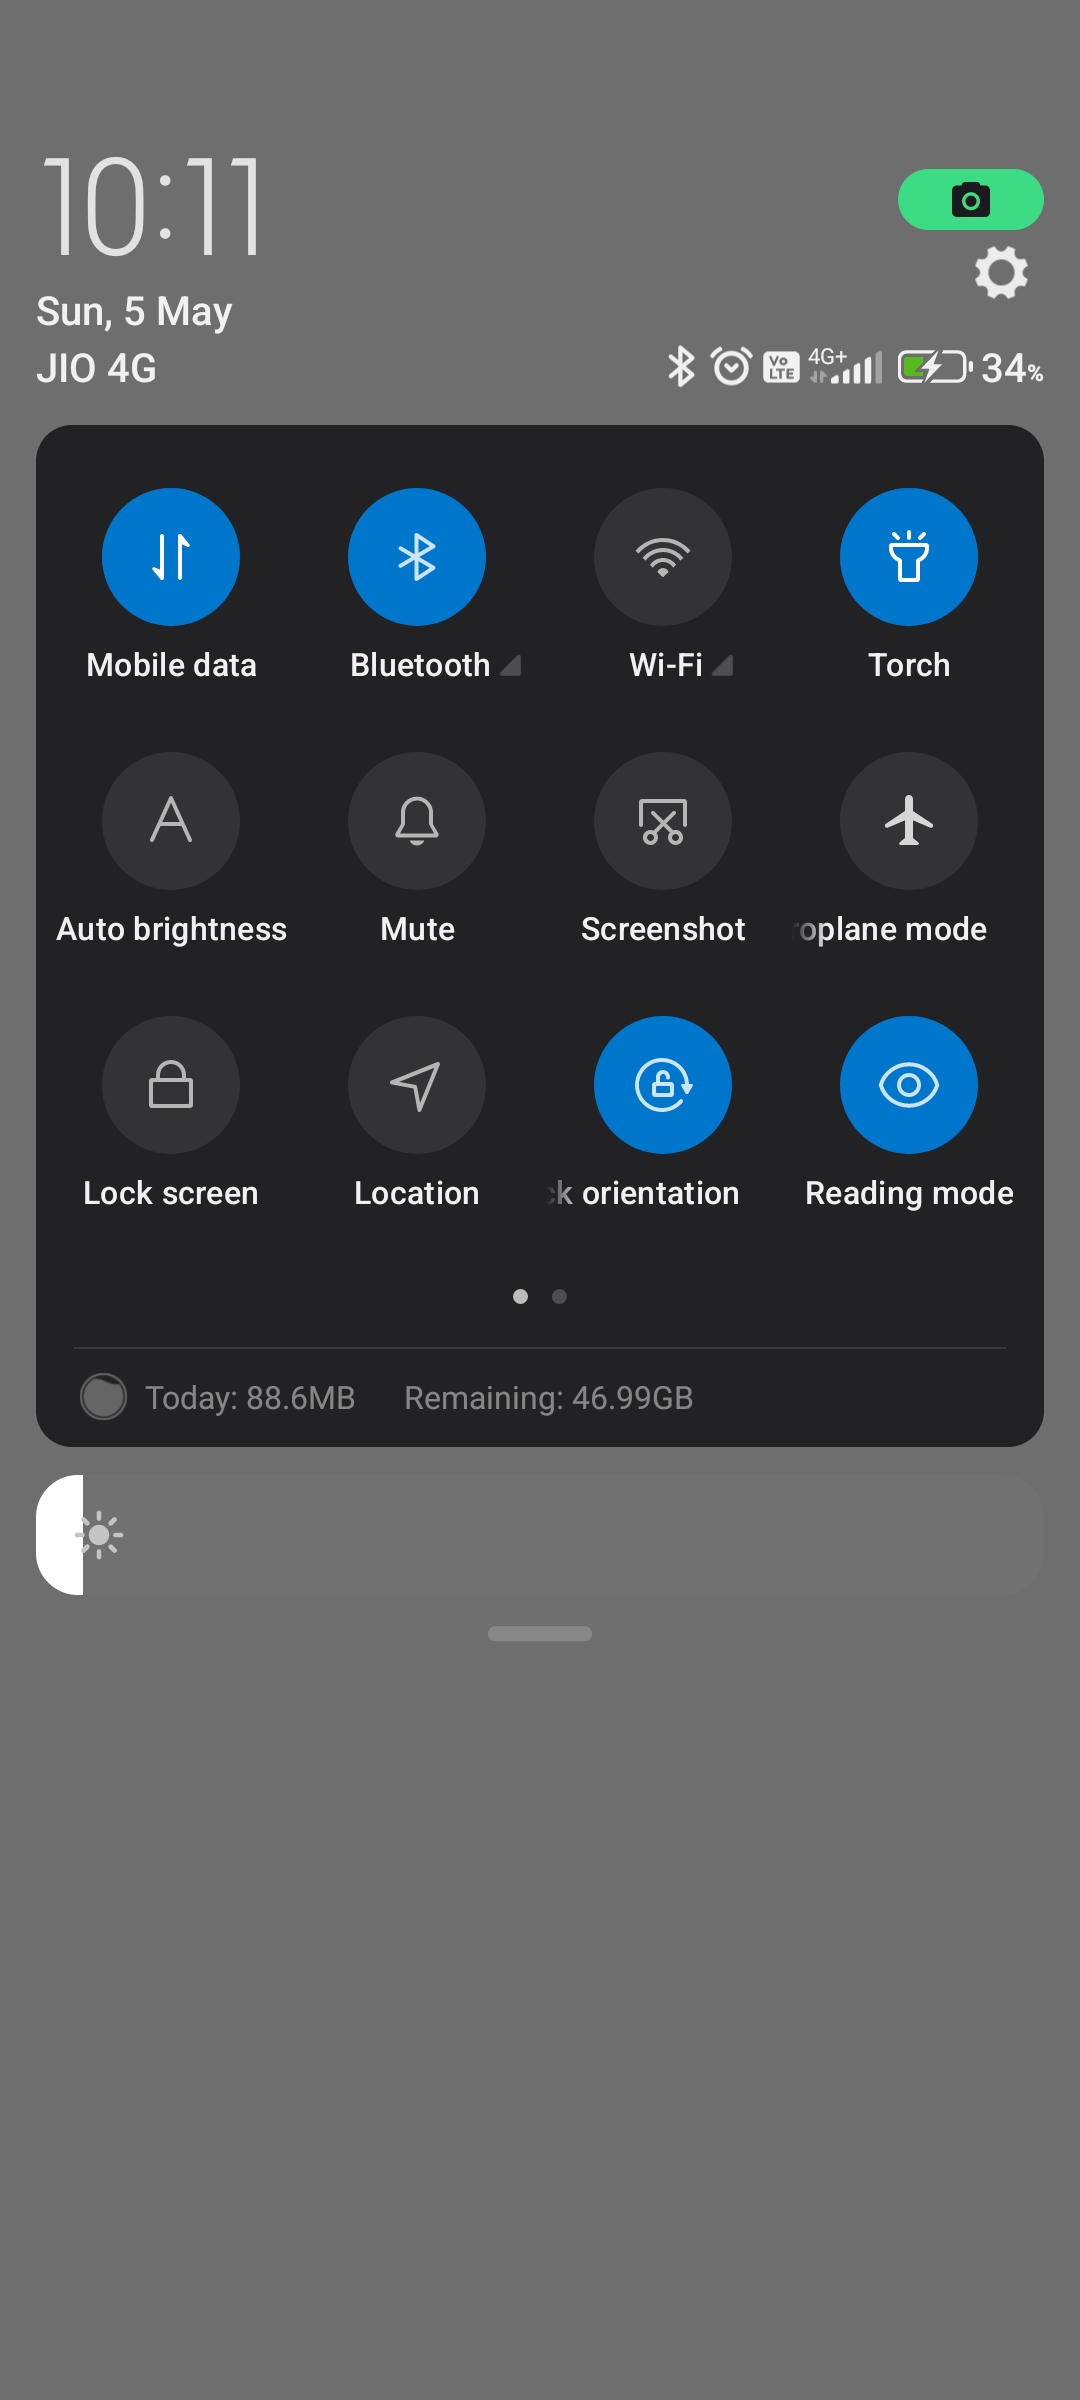 10:11
Sun, 5 May
JIO 4G
Vo LTE 4G+ 34%
Mobile data Bluetooth Wi-Fi Torch
Auto brightness Mute Screenshot oplane mode
Lock screen Location k orientation Reading mode
Today: 88.6MB Remaining: 46.99GB